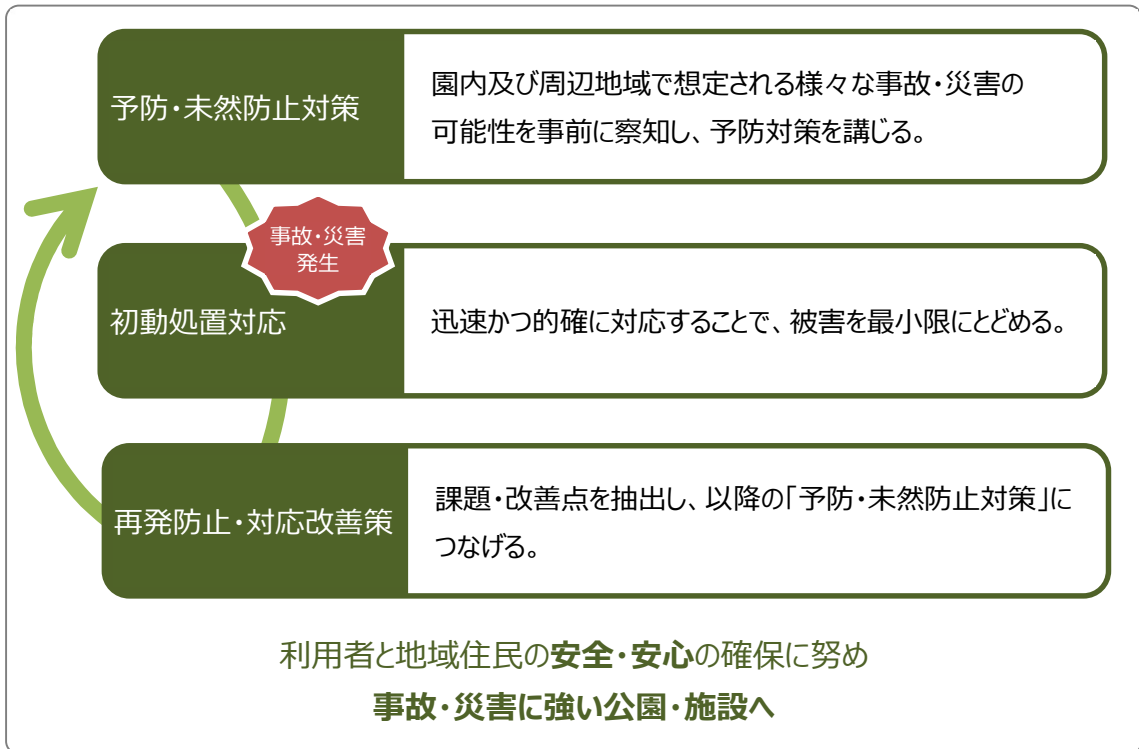 予防・未然防止対策
園内及び周辺地域で想定される様々な事故・災害の
可能性を事前に察知し、予防対策を講じる。
事故・災害
発生
初動処置対応
迅速かつ的確に対応することで、被害を最小限にとどめる。
再発防止・対応改善策
課題・改善点を抽出し、以降の「予防・未然防止対策」に
つなげる。
利用者と地域住民の安全・安心の確保に努め
事故・災害に強い公園・施設へ